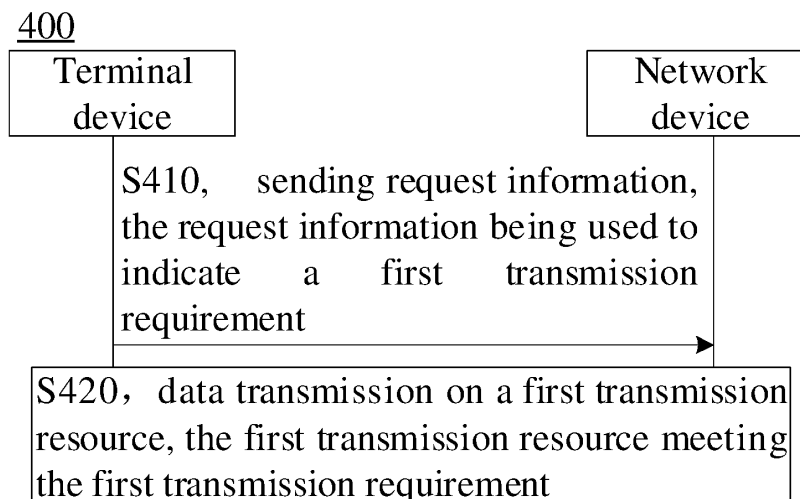 400
Terminal
device
Network
device
S410, sending request information,
the request information being used to
indicate a first transmission
requirement
S420, data transmission on a first transmission
resource, the first transmission resource meeting
the first transmission requirement